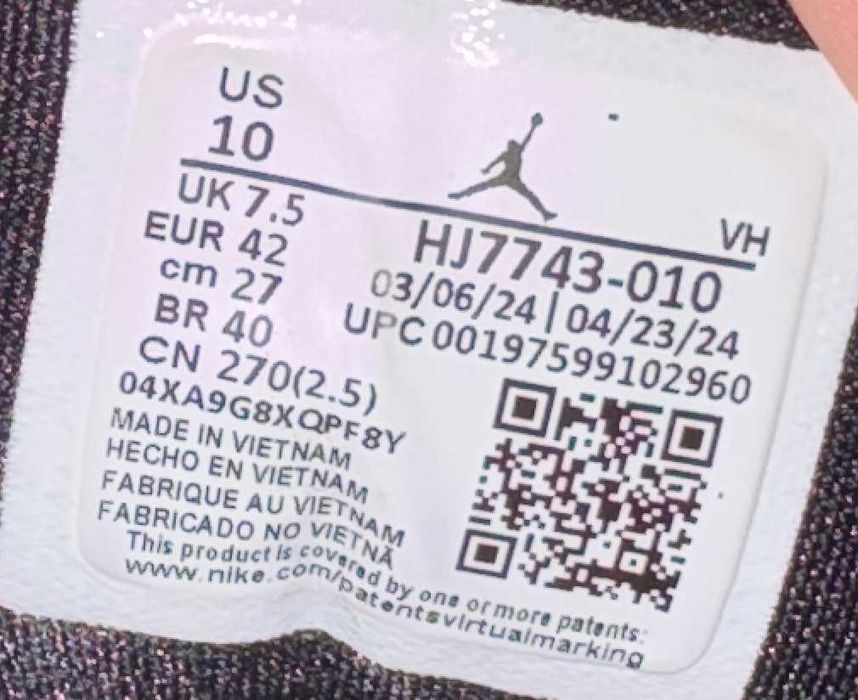 US
10
VH
UK 7.5
EUR 42
cm 27
BR 40
CN 270(2.5)
04XA9G8XQPF8Y
MADE IN VIETNAM
HECHO EN VIETNAM
FABRIQUE AU VIETNAM
FABRICADO NO VIETNÃ
HJ7743-010
03/06/24 | 04/23/24
UPC 00197599102960
This product is covered by one or more patents:
www.nike.com/patentsvirtualmarking